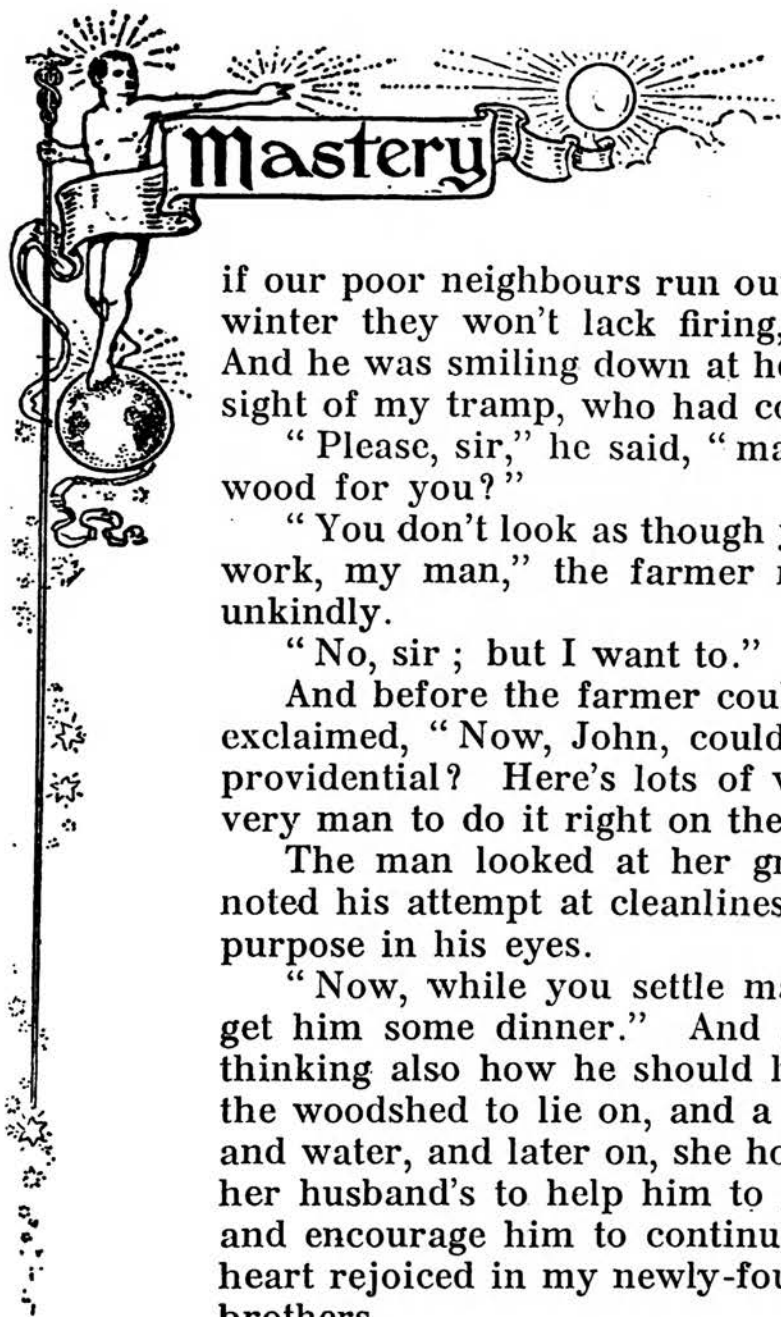 Mastery
if our poor neighbours run ou
winter they won't lack firing,
And he was smiling down at he
sight of my tramp, who had co
“ Please, sir,” he said, “ ma
wood for you ? ”
“ You don't look as though y
work, my man,” the farmer r
unkindly.
“ No, sir ; but I want to.”
And before the farmer coul
exclaimed, “ Now, John, could
providential ? Here's lots of w
very man to do it right on the
The man looked at her gr
noted his attempt at cleanlines
purpose in his eyes.
“ Now, while you settle ma
get him some dinner.” And
thinking also how he should h
the woodshed to lie on, and a
and water, and later on, she ho
her husband's to help him to
and encourage him to continu
heart rejoiced in my newly-fou
brothers